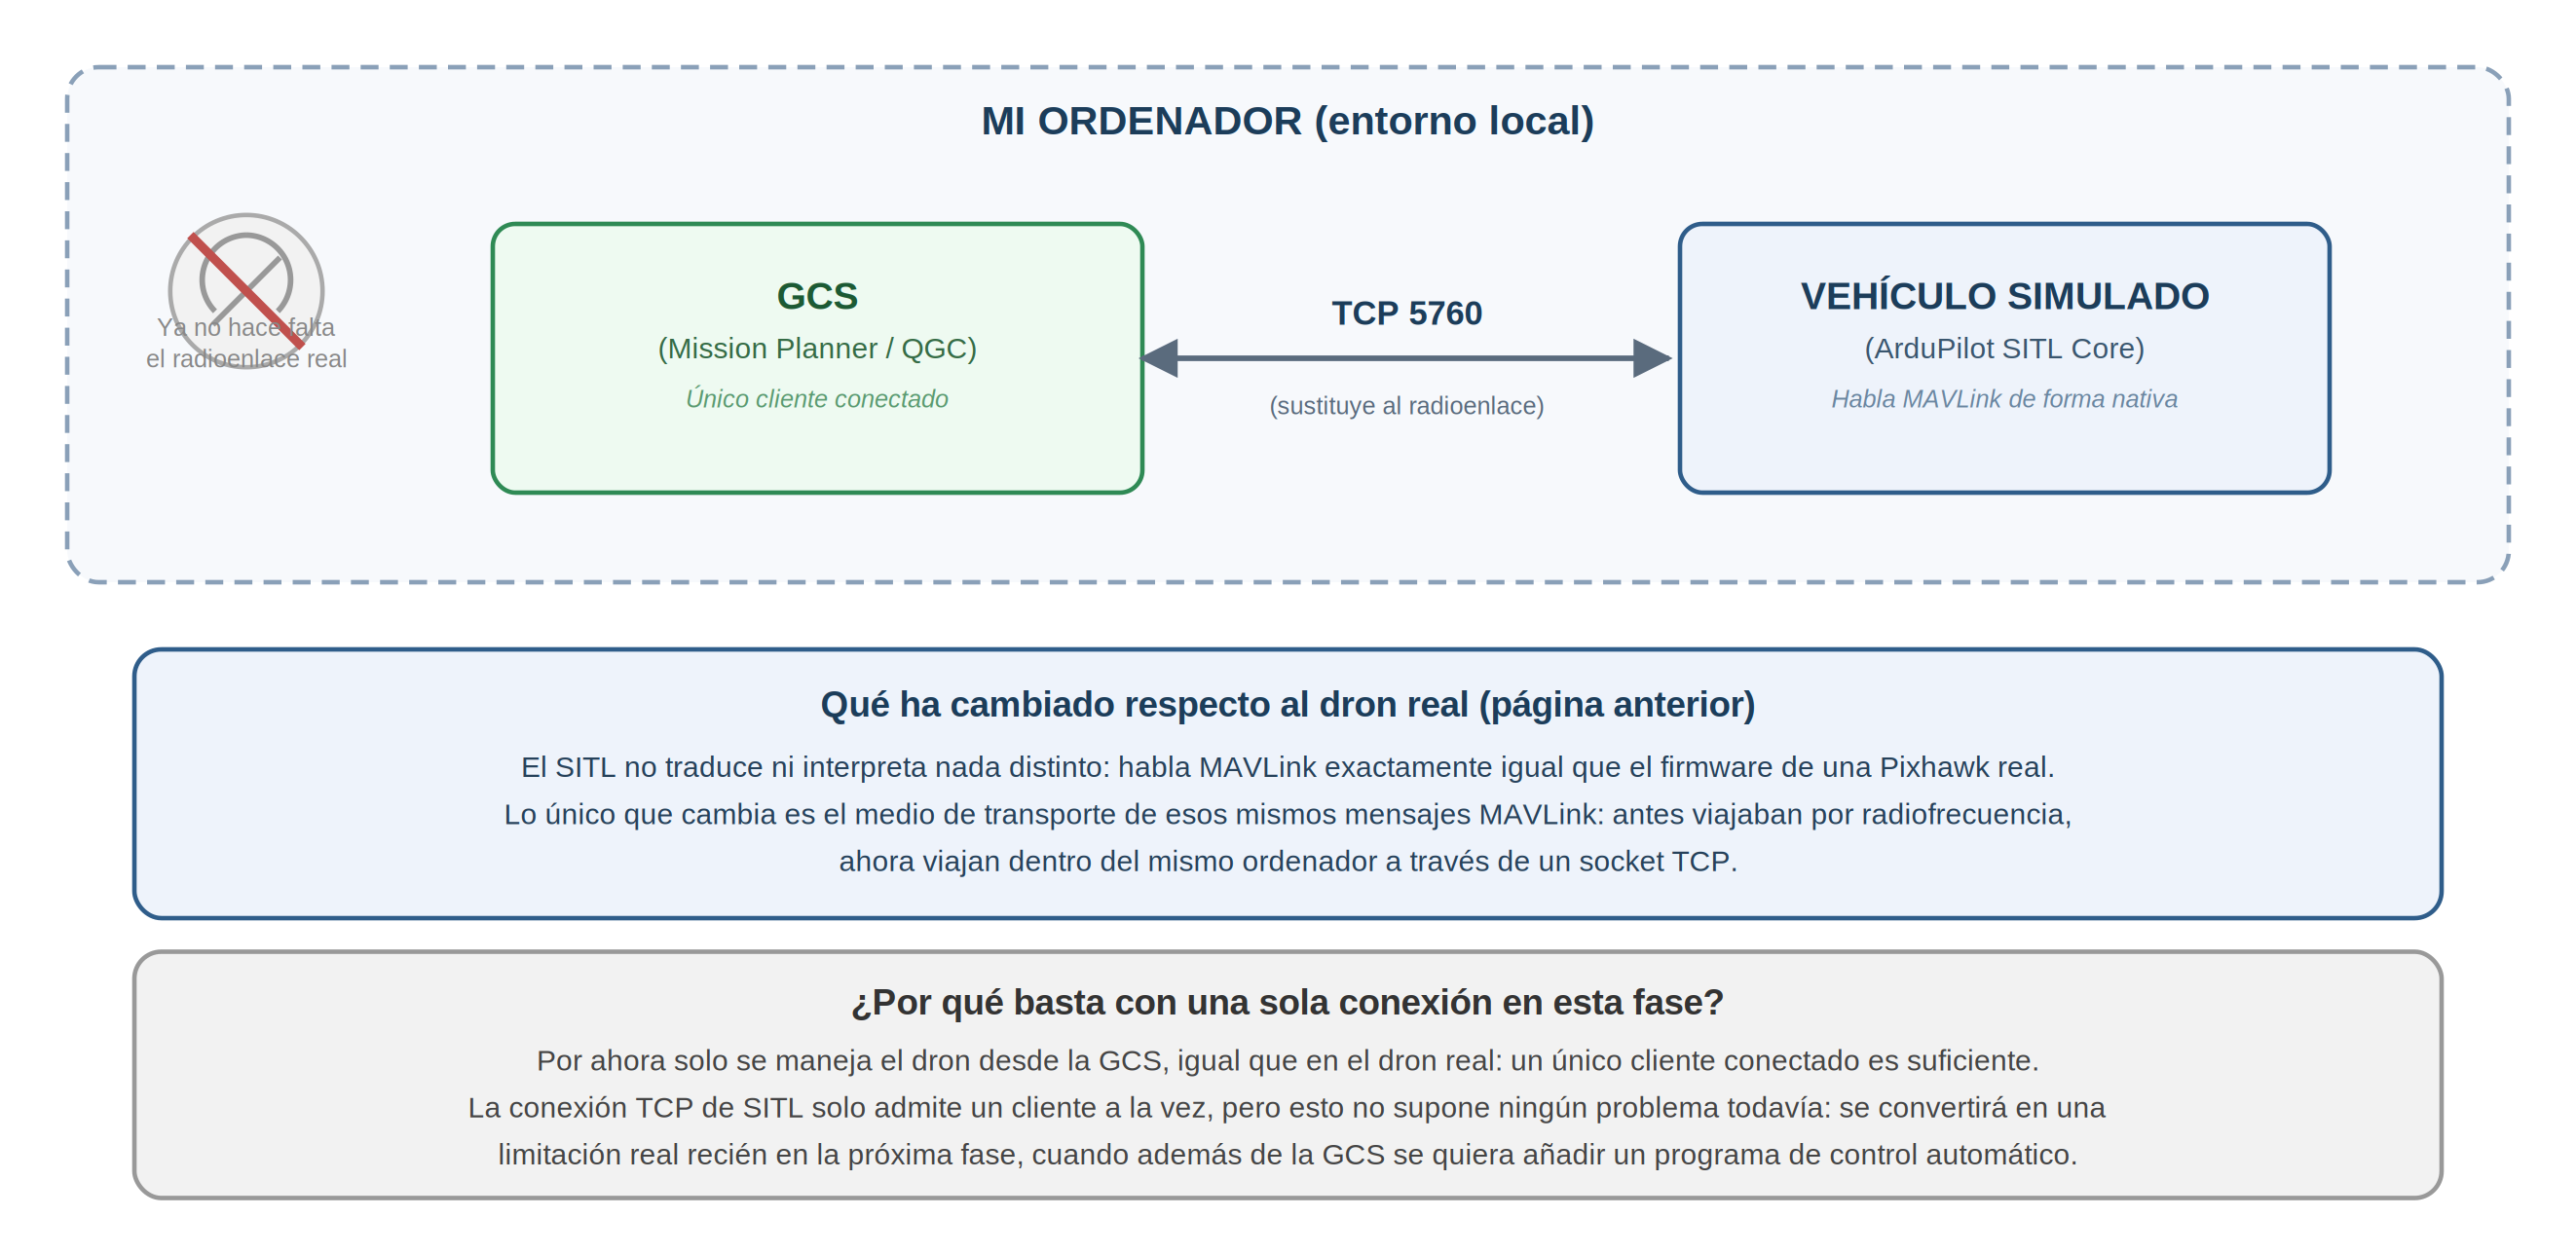 MI ORDENADOR (entorno local)
Ya no hace falta
el radioenlace real
GCS
(Mission Planner / QGC)
Único cliente conectado
TCP 5760
(sustituye al radioenlace)
VEHÍCULO SIMULADO
(ArduPilot SITL Core)
Habla MAVLink de forma nativa
Qué ha cambiado respecto al dron real (página anterior)
El SITL no traduce ni interpreta nada distinto: habla MAVLink exactamente igual que el firmware de una Pixhawk real.
Lo único que cambia es el medio de transporte de esos mismos mensajes MAVLink: antes viajaban por radiofrecuencia,
ahora viajan dentro del mismo ordenador a través de un socket TCP.
¿Por qué basta con una sola conexión en esta fase?
Por ahora solo se maneja el dron desde la GCS, igual que en el dron real: un único cliente conectado es suficiente.
La conexión TCP de SITL solo admite un cliente a la vez, pero esto no supone ningún problema todavía: se convertirá en una
limitación real recién en la próxima fase, cuando además de la GCS se quiera añadir un programa de control automático.